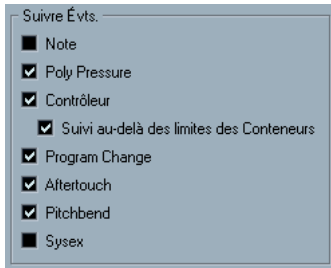 Suivre Évts.
Note
Poly Pressure
Contrôleur
Suivi au-delà des limites des Conteneurs
Program Change
Aftertouch
Pitchbend
Sysex